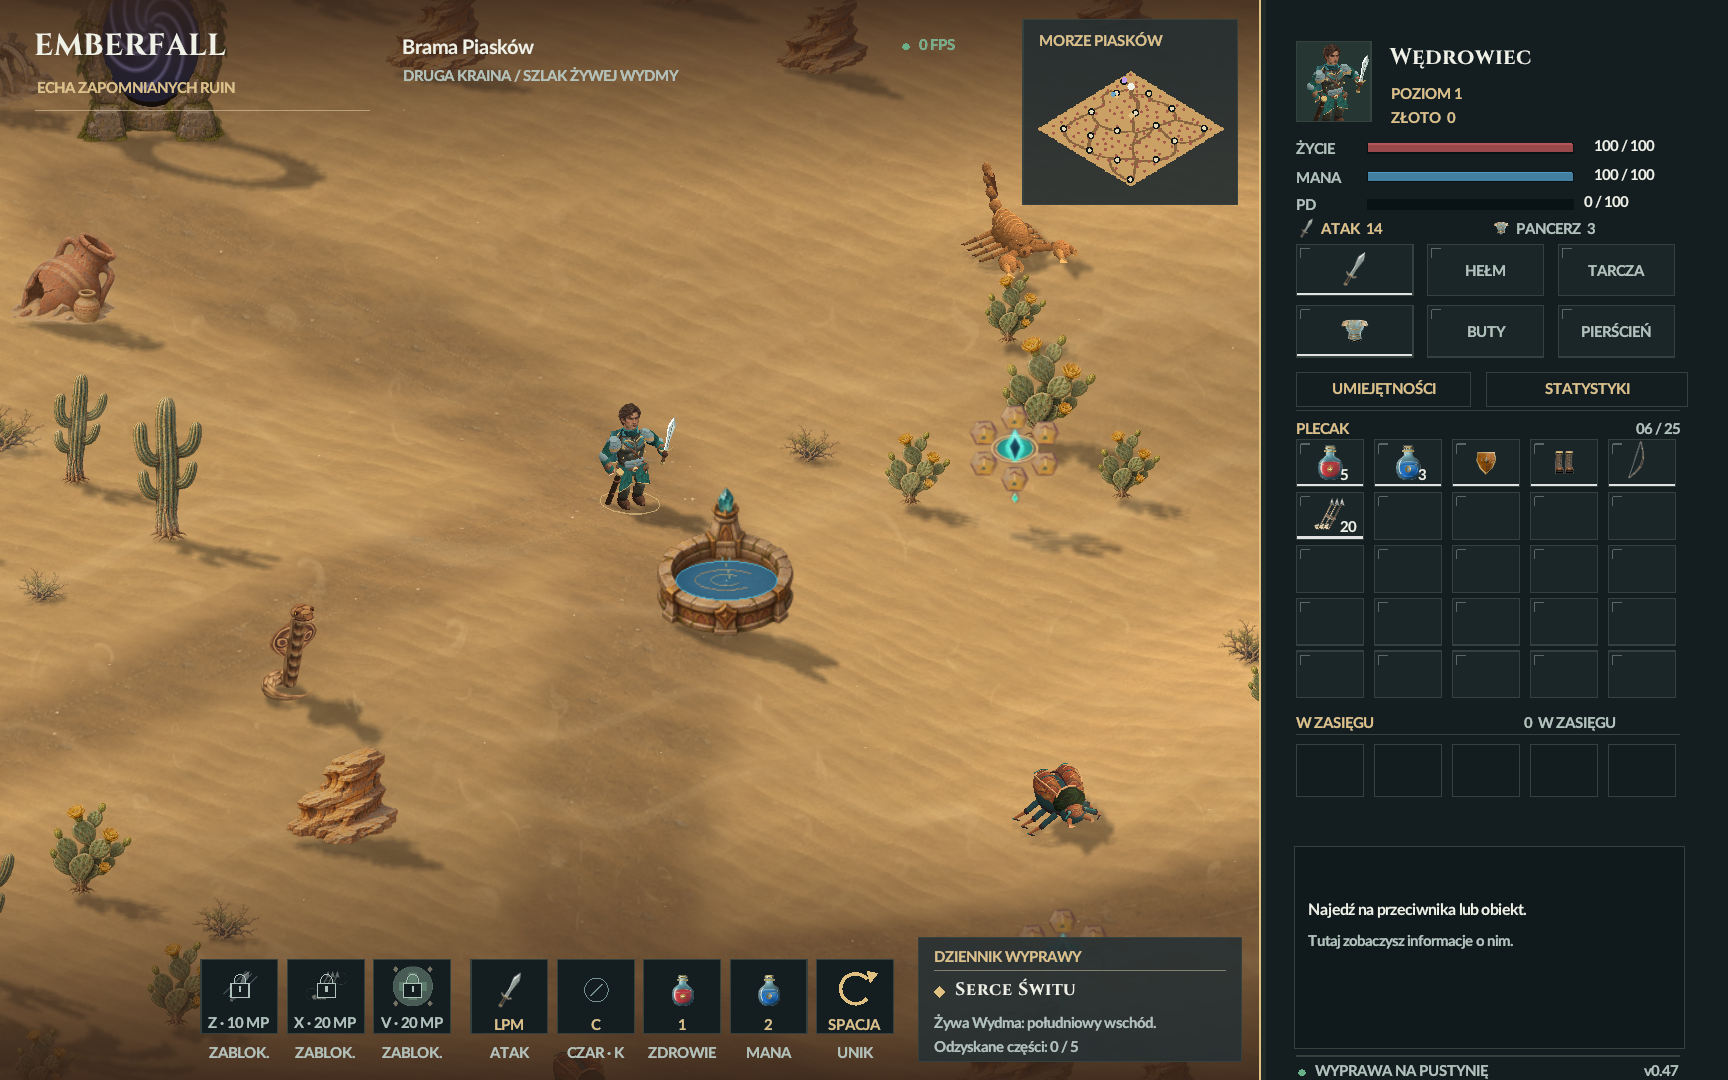 EMBERFALL
ECHA ZAPOMNIANYCH RUIN
Brama Piasków
DRUGA KRAINA / SZLAK ŻYWEJ WYDMY
0 FPS
MORZE PIASKÓW
Wędrowiec
POZIOM 1
ZŁOTO 0
ŻYCIE 100 / 100
MANA 100 / 100
PD 0 / 100
ATAK 14 PANCERZ 3
HEŁM TARCZA
BUTY PIERŚCIEŃ
UMIEJĘTNOŚCI STATYSTYKI
PLECAK 06 / 25
5 3
20
W ZASIĘGU 0 W ZASIĘGU
Najedź na przeciwnika lub obiekt.
Tutaj zobaczysz informacje o nim.
WYPRAWA NA PUSTYNIĘ v0.47
DZIENNIK WYPRAWY
Serce Świtu
Żywa Wydma: południowy wschód.
Odzyskane części: 0 / 5
Z · 10 MP X · 20 MP V · 20 MP LPM C 1 2 SPACJA
ZABLOK. ZABLOK. ZABLOK. ATAK CZAR · K ZDROWIE MANA UNIK